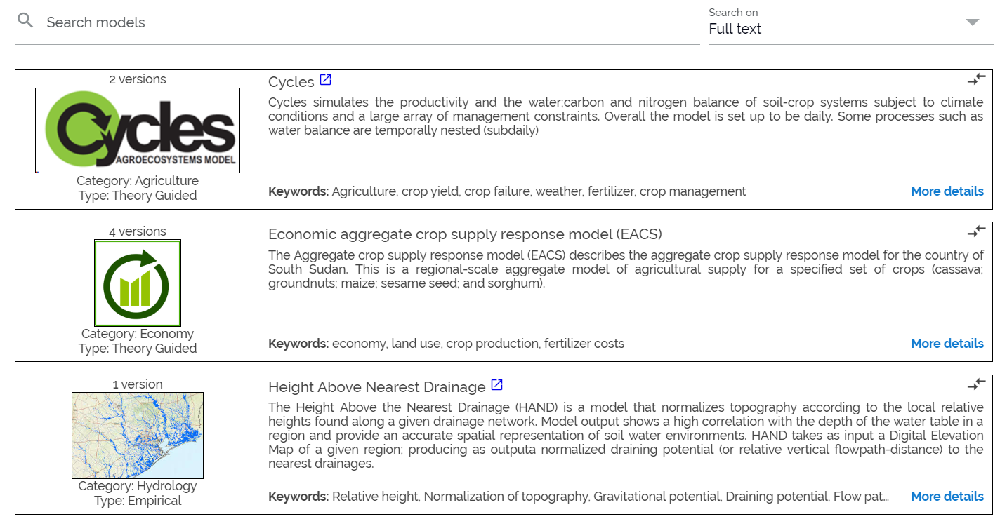 Search models
Search on
Full text
2 versions
Cycles
AGROECOSYSTEMS MODEL
Category: Agriculture
Type: Theory Guided
Cycles
Cycles simulates the productivity and the water;carbon and nitrogen balance of soil-crop systems subject to climate
conditions and a large array of management constraints. Overall the model is set up to be daily. Some processes such as
water balance are temporally nested (subdaily)
Keywords: Agriculture, crop yield, crop failure, weather, fertilizer, crop management
More details
4 versions
Category: Economy
Type: Theory Guided
Economic aggregate crop supply response model (EACS)
The Aggregate crop supply response model (EACS) describes the aggregate crop supply response model for the country of
South Sudan. This is a regional-scale aggregate model of agricultural supply for a specified set of crops (cassava;
groundnuts; maize; sesame seed; and sorghum).
Keywords: economy, land use, crop production, fertilizer costs
More details
1 version
Category: Hydrology
Type: Empirical
Height Above Nearest Drainage
The Height Above the Nearest Drainage (HAND) is a model that normalizes topography according to the local relative
heights found along a given drainage network. Model output shows a high correlation with the depth of the water table in a
region and provide an accurate spatial representation of soil water environments. HAND takes as input a Digital Elevation
Map of a given region; producing as outputa normalized draining potential (or relative vertical flowpath-distance) to the
nearest drainages.
Keywords: Relative height, Normalization of topography, Gravitational potential, Draining potential, Flow pat...
More details